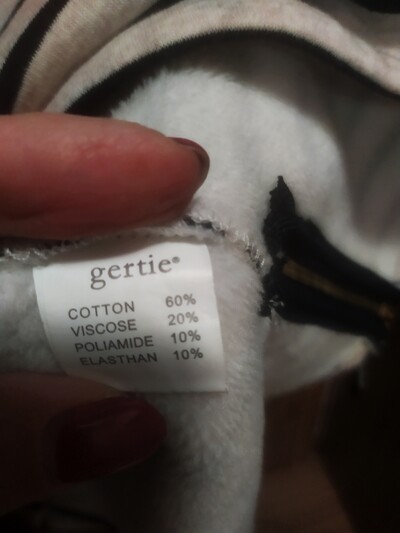 gertie®
COTTON 60%
VISCOSE 20%
POLIAMIDE 10%
ELASTHAN 10%